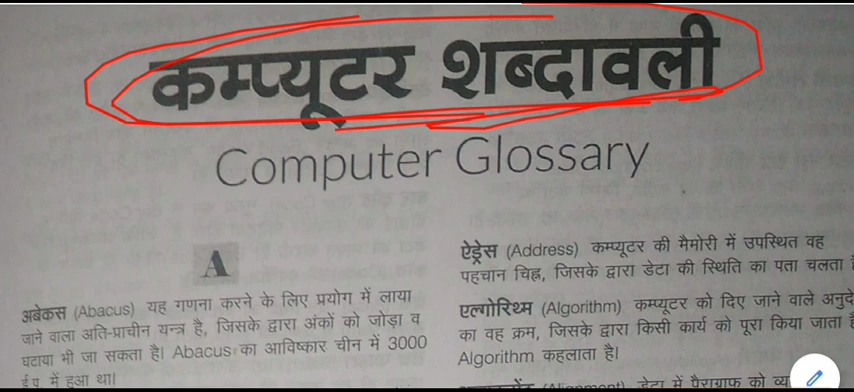 कम्प्यूटर शब्दावली
Computer Glossary
A
अबेकस (Abacus) यह गणना करने के लिए प्रयोग में लाया
जाने वाला अति-प्राचीन यन्त्र है, जिसके द्वारा अंकों को जोड़ा व
घटाया भी जा सकता है। Abacus का आविष्कार चीन में 3000
ई.पू. में हुआ था।
ऐड्रेस (Address) कम्प्यूटर की मैमोरी में उपस्थित वह
पहचान चिह्न, जिसके द्वारा डेटा की स्थिति का पता चलता
एल्गोरिथ्म (Algorithm) कम्प्यूटर को दिए जाने वाले अनुदे
का वह क्रम, जिसके द्वारा किसी कार्य को पूरा किया जाता
Algorithm कहलाता है।
(Alignment) डेटा में पैराग्राफ को